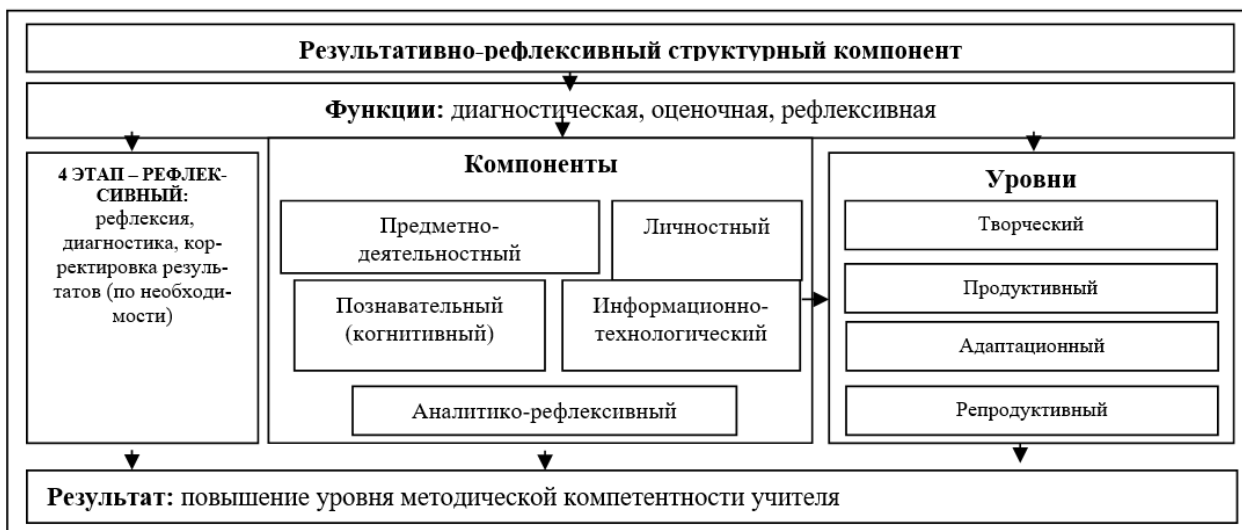 Результативно-рефлексивный структурный компонент
Функции: диагностическая, оценочная, рефлексивная
4 ЭТАП – РЕФЛЕК-
СИВНЫЙ:
рефлексия,
диагностика, кор-
ректировка резуль-
татов (по необходи-
мости)
Компоненты
Предметно-
деятельностный
Личностный
Познавательный
(когнитивный)
Информационно-
технологический
Аналитико-рефлексивный
Уровни
Творческий
Продуктивный
Адаптационный
Репродуктивный
Результат: повышение уровня методической компетентности учителя